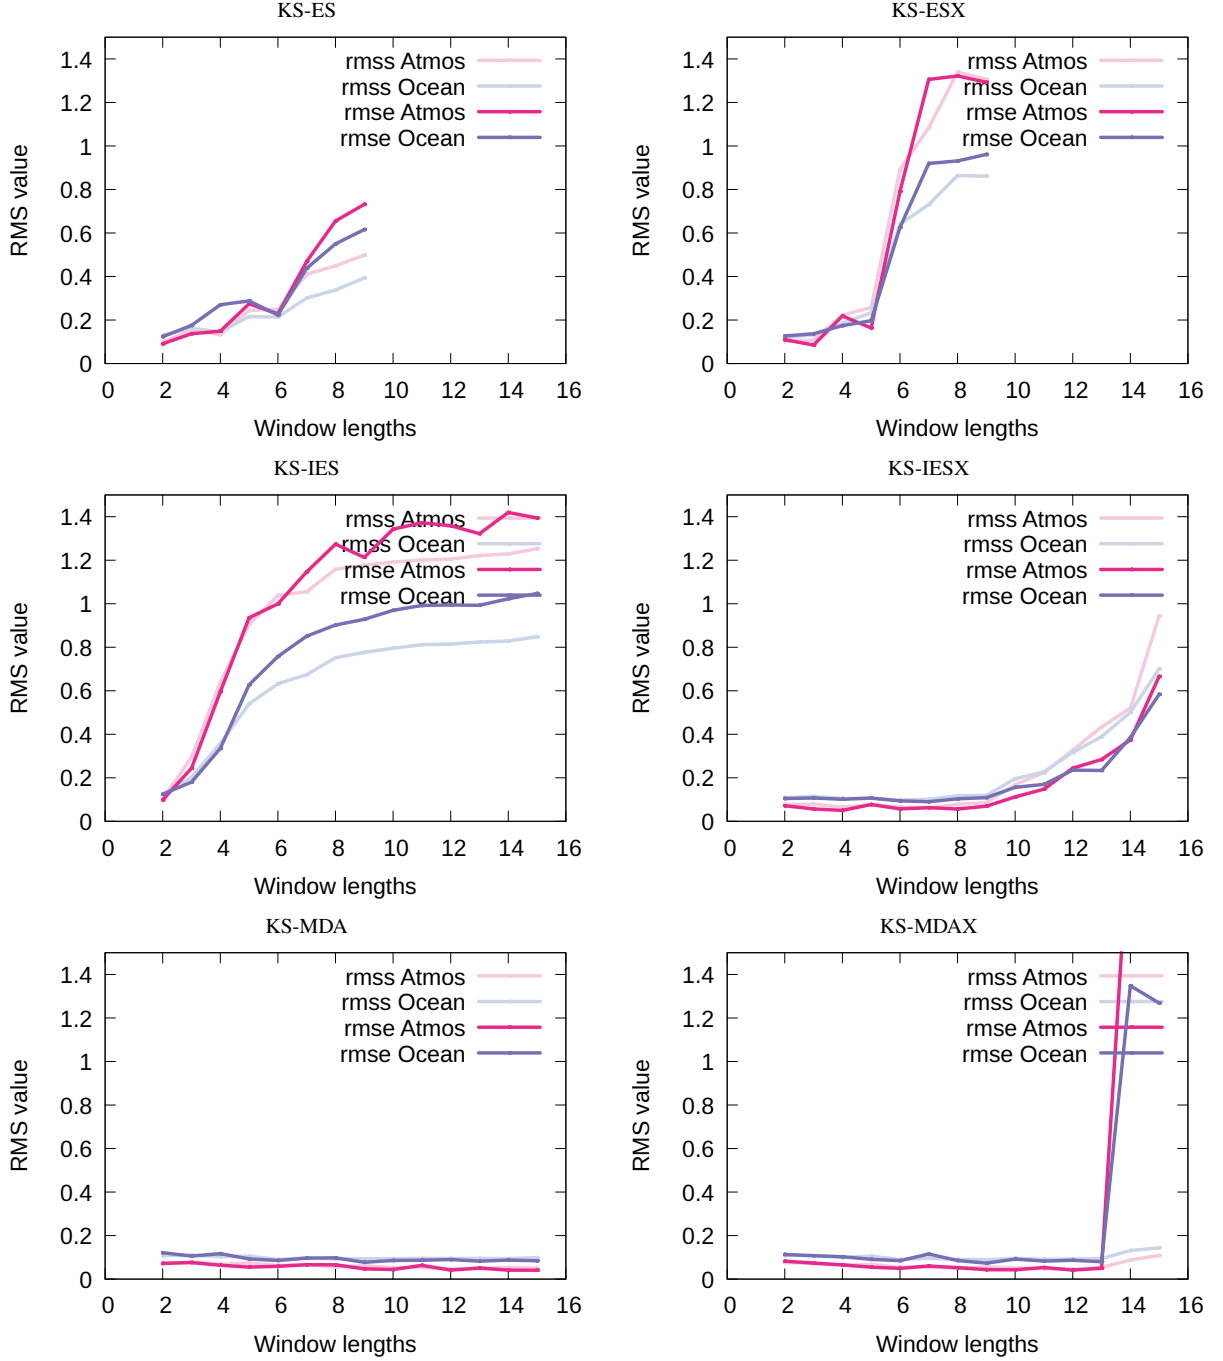 KS-ES
RMS value
1.4
1.2
1
0.8
0.6
0.4
0.2
0
rmss Atmos
rmss Ocean
rmse Atmos
rmse Ocean
0 2 4 6 8 10 12 14 16
Window lengths
KS-ESX
RMS value
1.4
1.2
1
0.8
0.6
0.4
0.2
0
rmss Atmos
rmss Ocean
rmse Atmos
rmse Ocean
0 2 4 6 8 10 12 14 16
Window lengths
KS-IES
RMS value
1.4
1.2
1
0.8
0.6
0.4
0.2
0
rmss Atmos
rmss Ocean
rmse Atmos
rmse Ocean
0 2 4 6 8 10 12 14 16
Window lengths
KS-IESX
RMS value
1.4
1.2
1
0.8
0.6
0.4
0.2
0
rmss Atmos
rmss Ocean
rmse Atmos
rmse Ocean
0 2 4 6 8 10 12 14 16
Window lengths
KS-MDA
RMS value
1.4
1.2
1
0.8
0.6
0.4
0.2
0
rmss Atmos
rmss Ocean
rmse Atmos
rmse Ocean
0 2 4 6 8 10 12 14 16
Window lengths
KS-MDAX
RMS value
1.4
1.2
1
0.8
0.6
0.4
0.2
0
rmss Atmos
rmss Ocean
rmse Atmos
rmse Ocean
0 2 4 6 8 10 12 14 16
Window lengths